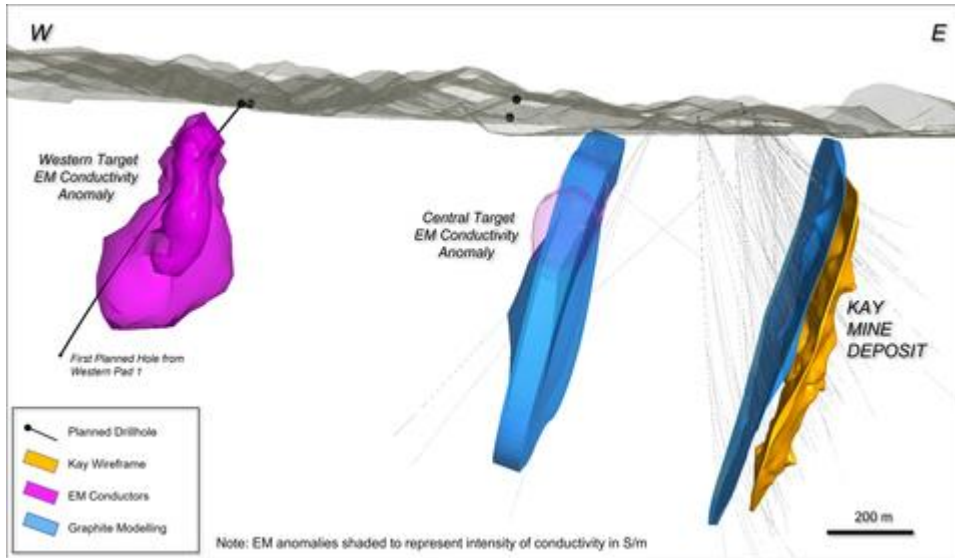 W
E
Western Target
EM Conductivity
Anomaly
Central Target
EM Conductivity
Anomaly
KAY
MINE
DEPOSIT
First Planned Hole from
Western Pad 1
Planned Drillhole
Kay Wireframe
EM Conductors
Graphite Modelling
Note: EM anomalies shaded to represent intensity of conductivity in S/m
200 m